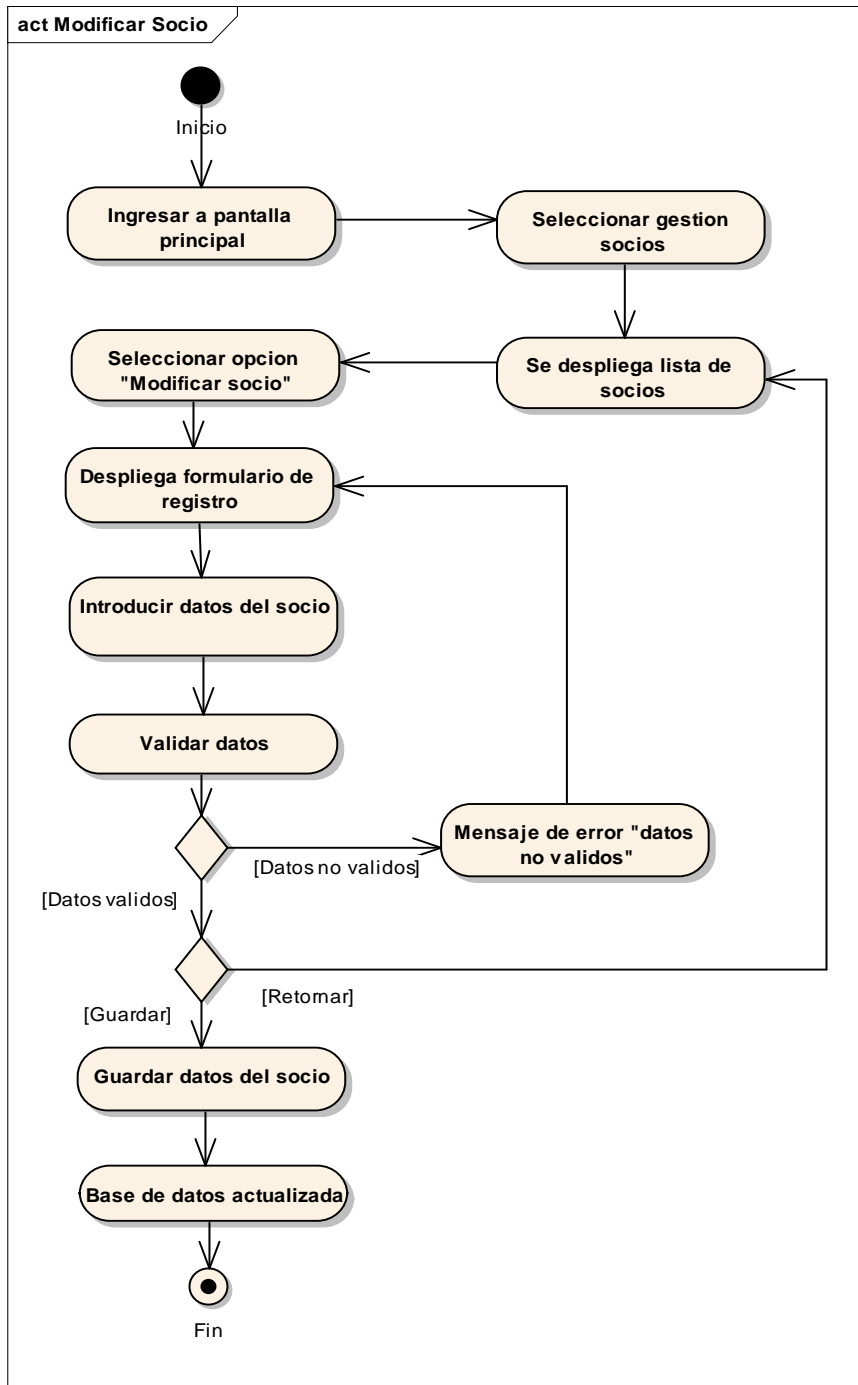 act Modificar Socio
Inicio
Ingresar a pantalla
principal
Seleccionar gestion
socios
Seleccionar opcion
"Modificar socio"
Se despliega lista de
socios
Despliega formulario de
registro
Introducir datos del socio
Validar datos
Mensaje de error "datos
no validos"
[Datos no validos]
[Datos validos]
[Retornar]
[Guardar]
Guardar datos del socio
Base de datos actualizada
Fin